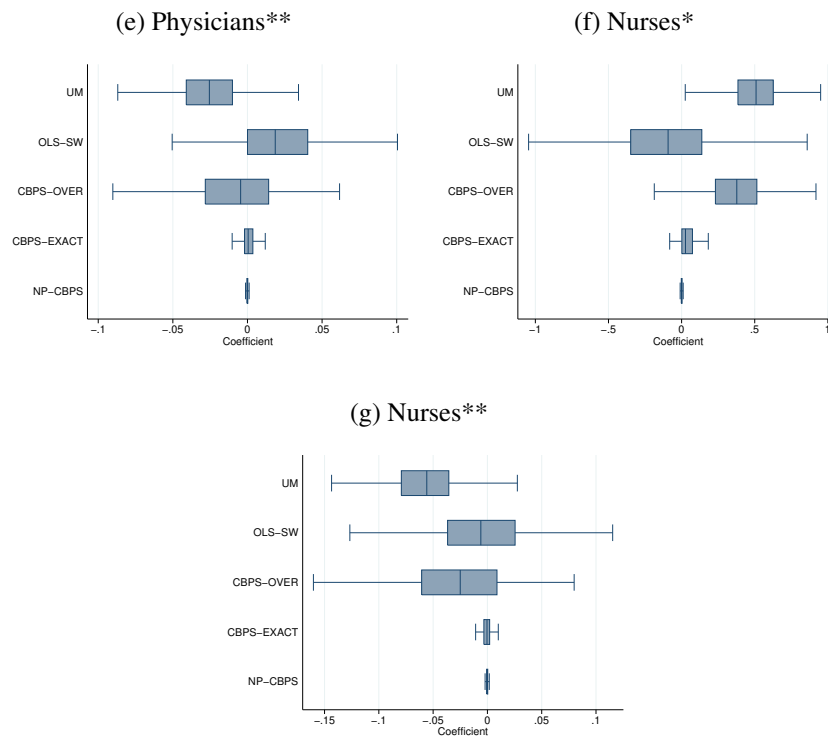 (e) Physicians**
UM
OLS−SW
CBPS−OVER
CBPS−EXACT
NP−CBPS
−.1 −.05 0 .05 .1
Coefficient
(f) Nurses*
UM
OLS−SW
CBPS−OVER
CBPS−EXACT
NP−CBPS
−1 −.5 0 .5 1
Coefficient
(g) Nurses**
UM
OLS−SW
CBPS−OVER
CBPS−EXACT
NP−CBPS
−.15 −.1 −.05 0 .05 .1
Coefficient